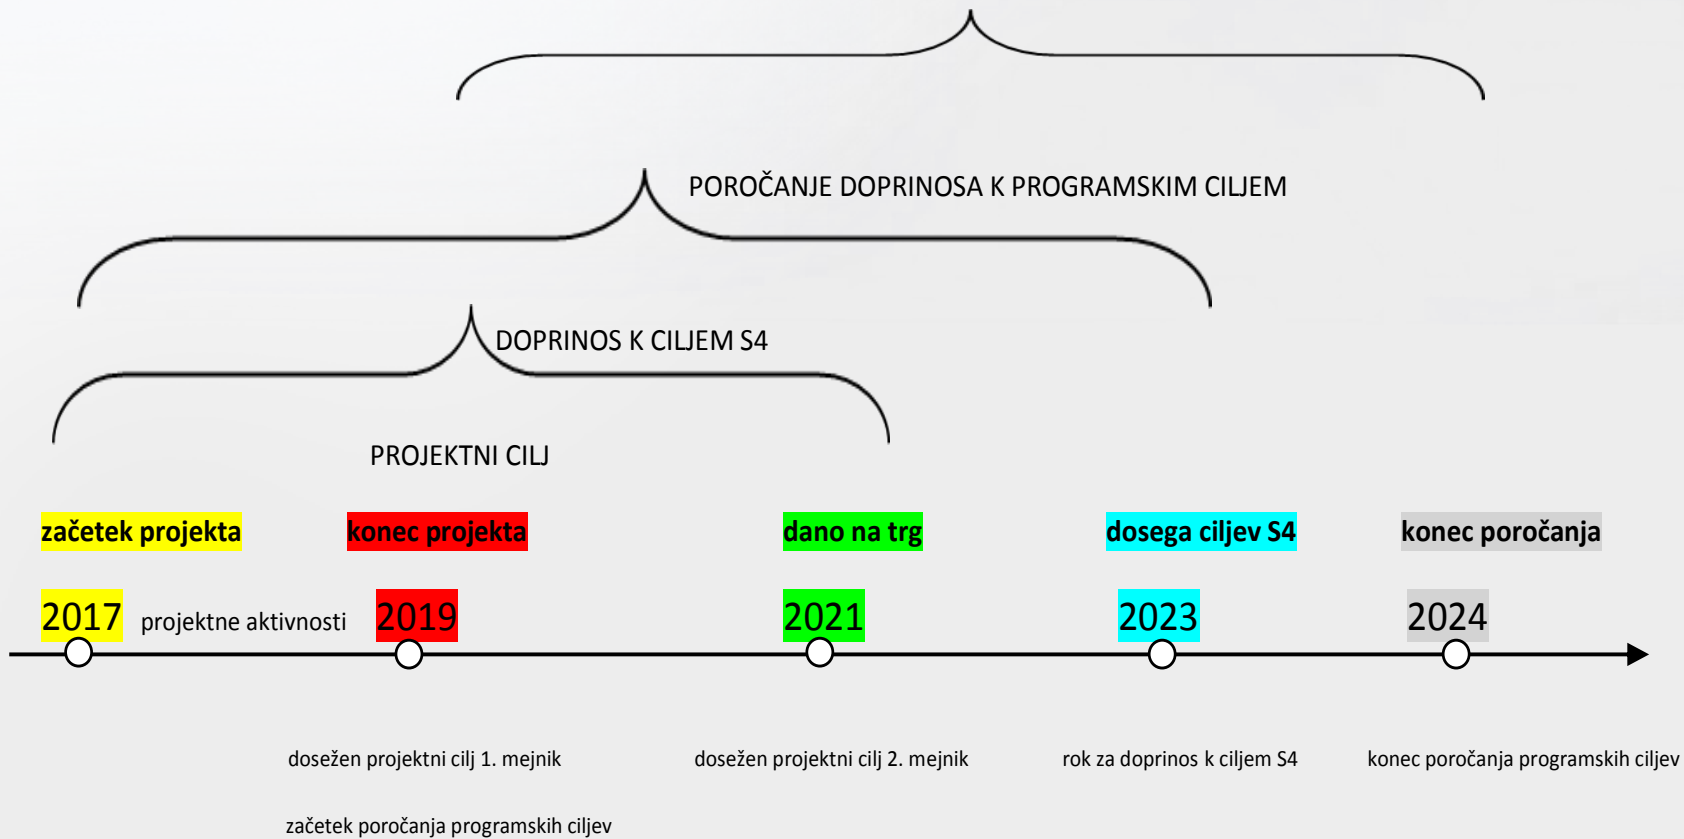 POROČANJE DOPRINOSA K PROGRAMSKIM CILJEM
DOPRINOS K CILJEM S4
PROJEKTNI CILJ
začetek projekta konec projekta dano na trg dosega ciljev S4 konec poročanja
2017 projektne aktivnosti 2019 2021 2023 2024
dosežen projektni cilj 1. mejnik dosežen projektni cilj 2. mejnik rok za doprinos k ciljem S4 konec poročanja programskih ciljev
začetek poročanja programskih ciljev